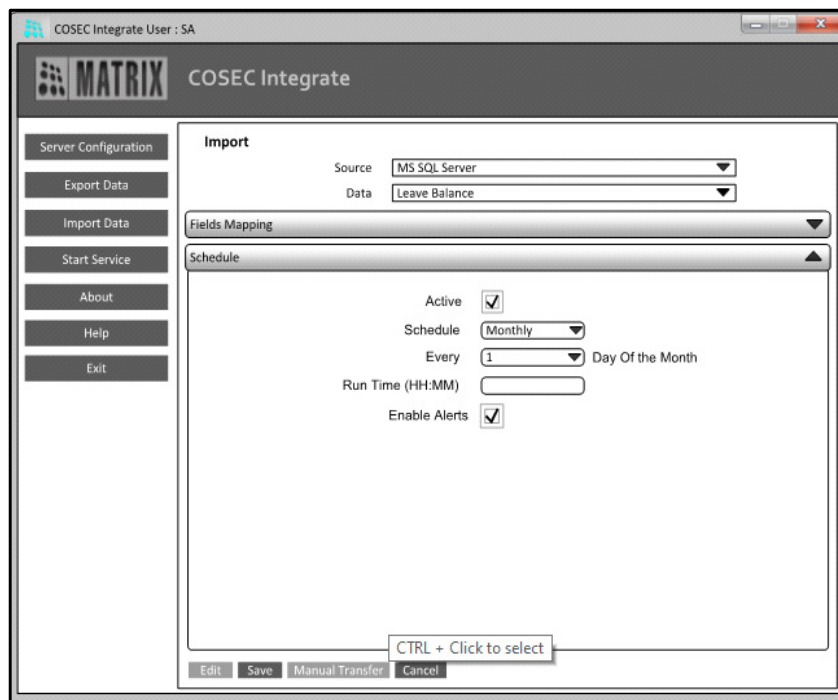 COSEC Integrate User : SA
MATRIX COSEC Integrate
Server Configuration
Export Data
Import Data
Start Service
About
Help
Exit
Import
Source MS SQL Server
Data Leave Balance
Fields Mapping
Schedule
Active
Schedule Monthly
Every 1 Day Of the Month
Run Time (HH:MM)
Enable Alerts
CTRL + Click to select
Edit Save Manual Transfer Cancel